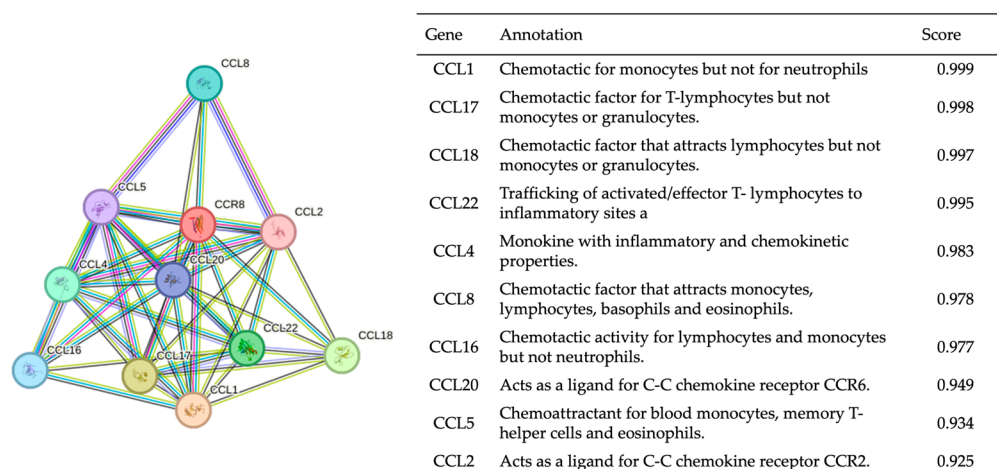 CCL8
CCL5
CCR8
CCL2
CCL20
CCL4
CCL22
CCL18
CCL16
CCL17
CCL1
Gene Annotation Score
CCL1 Chemotactic for monocytes but not for neutrophils 0.999
CCL17 Chemotactic factor for T-lymphocytes but not
monocytes or granulocytes. 0.998
CCL18 Chemotactic factor that attracts lymphocytes but not
monocytes or granulocytes. 0.997
CCL22 Trafficking of activated/effector T- lymphocytes to
inflammatory sites a 0.995
CCL4 Monokine with inflammatory and chemokinetic
properties. 0.983
CCL8 Chemotactic factor that attracts monocytes,
lymphocytes, basophils and eosinophils. 0.978
CCL16 Chemotactic activity for lymphocytes and monocytes
but not neutrophils. 0.977
CCL20 Acts as a ligand for C-C chemokine receptor CCR6. 0.949
CCL5 Chemoattractant for blood monocytes, memory T-
helper cells and eosinophils. 0.934
CCL2 Acts as a ligand for C-C chemokine receptor CCR2. 0.925